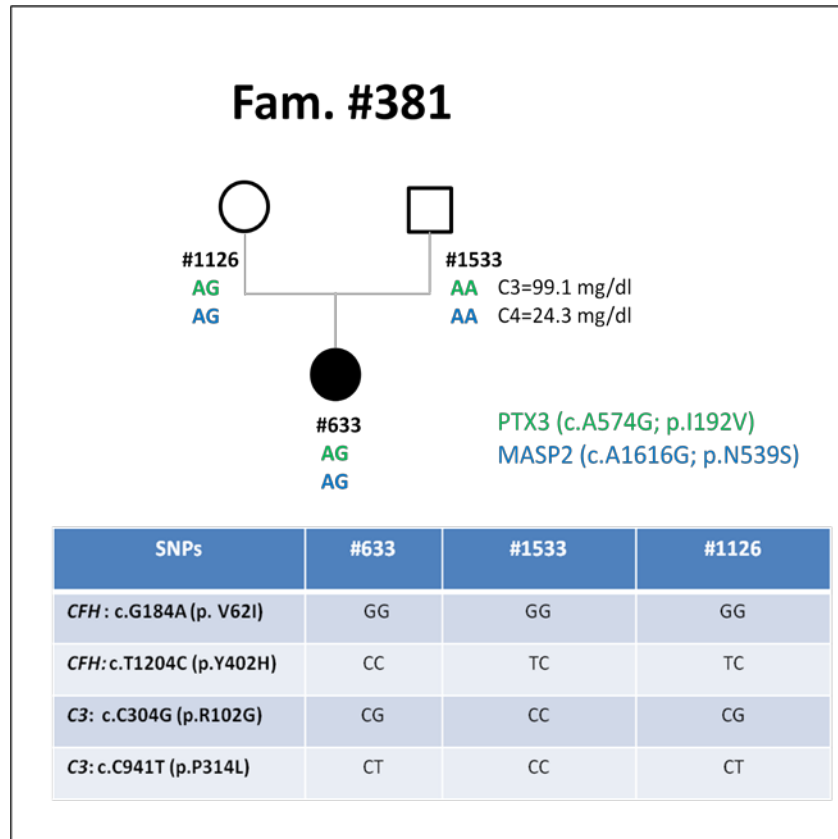 Fam. #381
#1126
AG
AG
#1533
AA C3=99.1 mg/dl
AA C4=24.3 mg/dl
#633
AG
AG
PTX3 (c.A574G; p.I192V)
MASP2 (c.A1616G; p.N539S)
SNPs #633 #1533 #1126
CFH : c.G184A (p. V62I) GG GG GG
CFH: c.T1204C (p.Y402H) CC TC TC
C3: c.C304G (p.R102G) CG CC CG
C3: c.C941T (p.P314L) CT CC CT